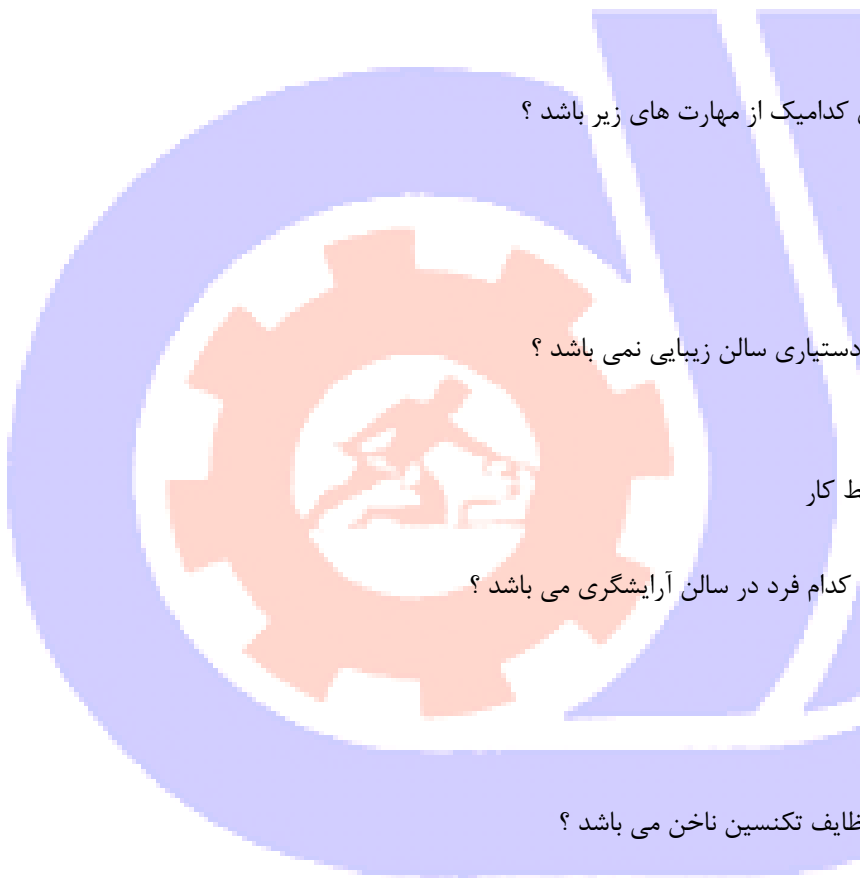 کدامیک از مهارت های زیر باشد ؟
دستیاری سالن زیبایی نمی باشد ؟
کار
کدام فرد در سالن آرایشگری می باشد ؟
تکنسین ناخن می باشد ؟